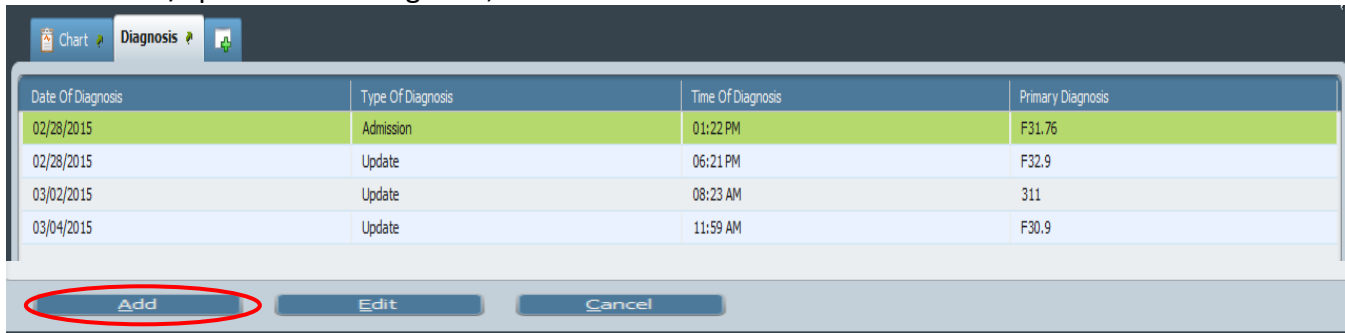 Chart Diagnosis
Date Of Diagnosis Type Of Diagnosis Time Of Diagnosis Primary Diagnosis
02/28/2015 Admission 01:22 PM F31.76
02/28/2015 Update 06:21 PM F32.9
03/02/2015 Update 08:23 AM 311
03/04/2015 Update 11:59 AM F30.9
Add Edit Cancel